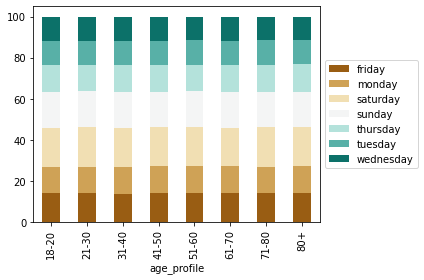 100
80
60
40
20
0
18-20
21-30
31-40
41-50
51-60
61-70
71-80
80+
age_profile
friday
monday
saturday
sunday
thursday
tuesday
wednesday